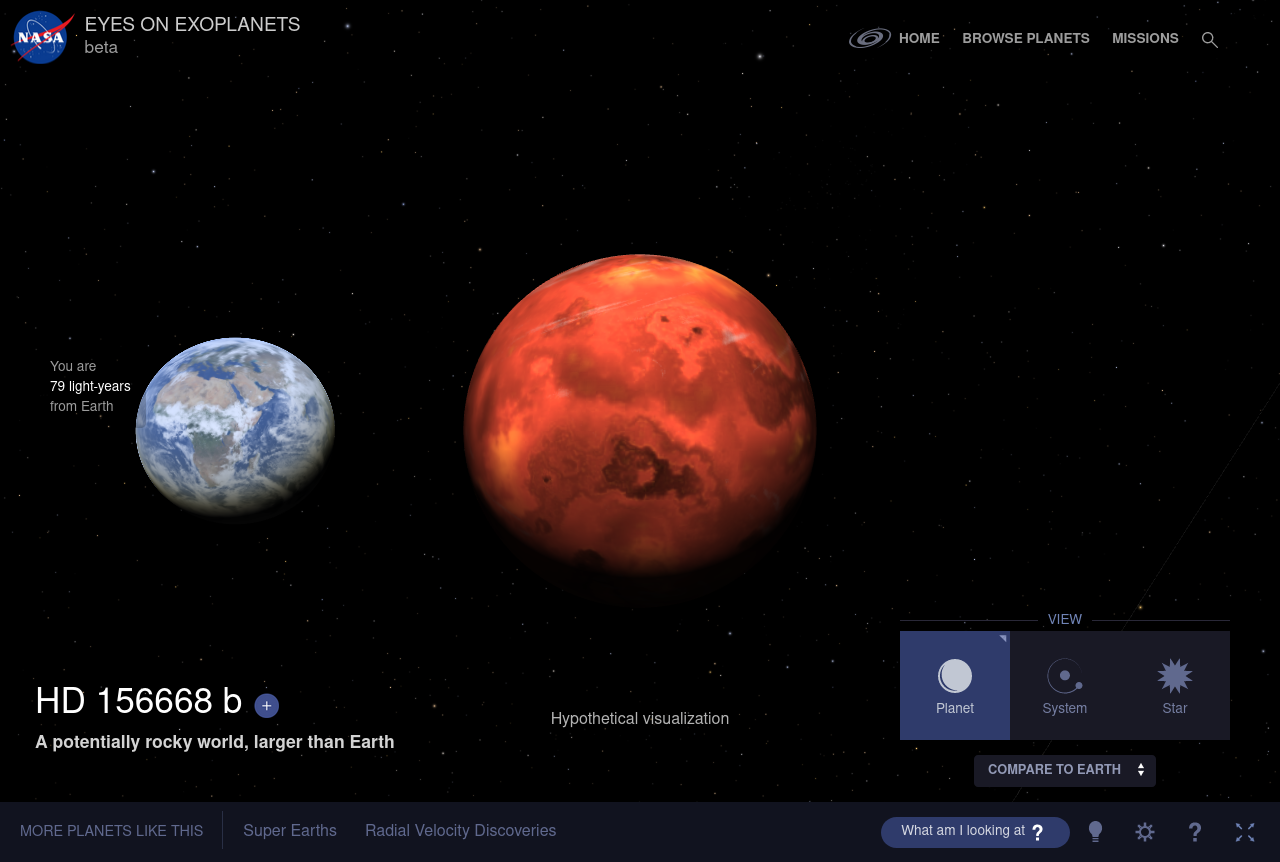 NASA
EYES ON EXOPLANETS
beta
HOME
BROWSE PLANETS
MISSIONS
You are
79 light-years
from Earth
VIEW
Planet
System
Star
HD 156668 b +
A potentially rocky world, larger than Earth
Hypothetical visualization
COMPARE TO EARTH
MORE PLANETS LIKE THIS
Super Earths
Radial Velocity Discoveries
What am I looking at ?
?